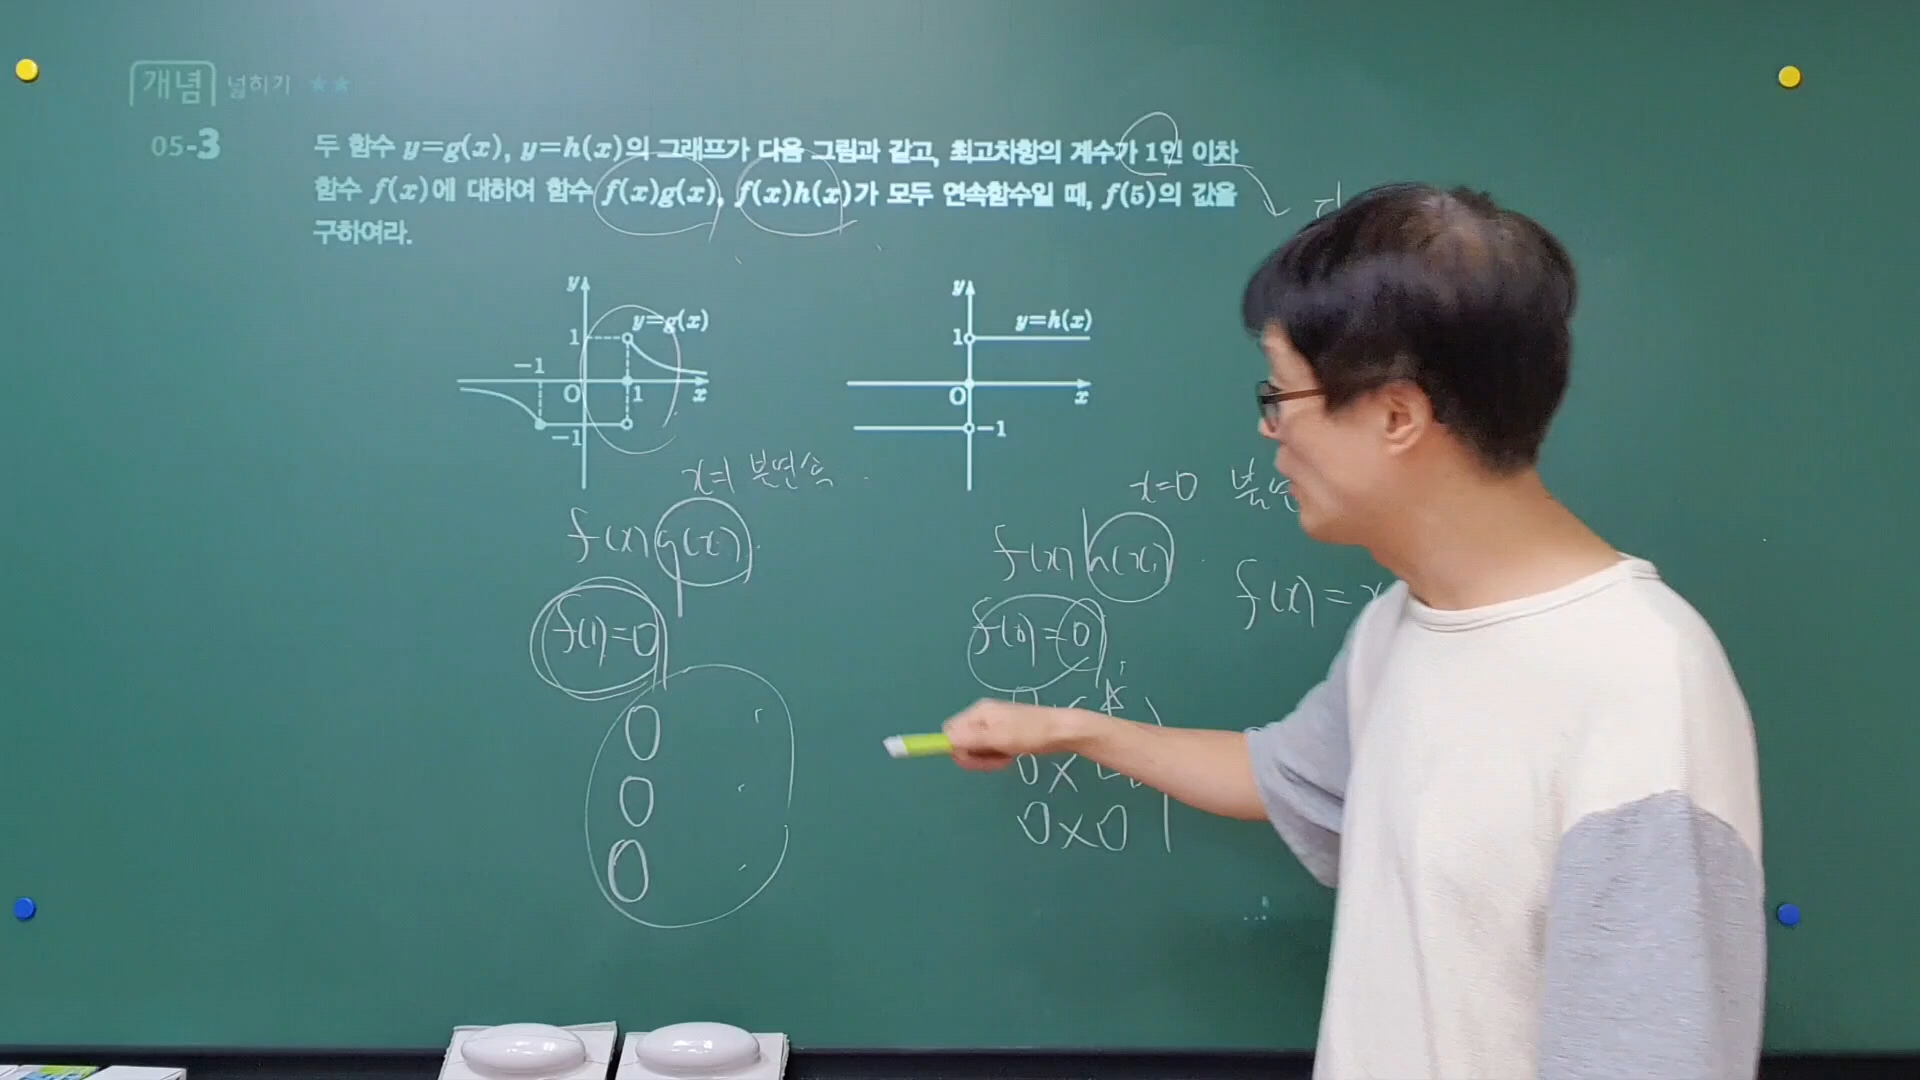 개념 넓히기 ★★
05-3
두 함수 y=g(x), y=h(x)의 그래프가 다음 그림과 같고, 최고차항의 계수가 1인 이차
함수 f(x)에 대하여 함수 f(x)g(x), f(x)h(x)가 모두 연속함수일 때, f(5)의 값을
구하여라.
y
y=g(x)
1
-1
O
1
x
-1
y
y=h(x)
1
O
x
-1
x=1 불연속
x=0
f(x)g(x)
f(x)h(x)
f(x)=
f(1)=0
f(0)=0
0
0
0
0×
0×0